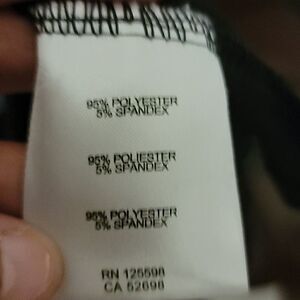 95% POLYESTER
5% SPANDEX
95% POLIESTER
5% SPANDEX
95% POLYESTER
5% SPANDEX
RN 125598
CA 52698